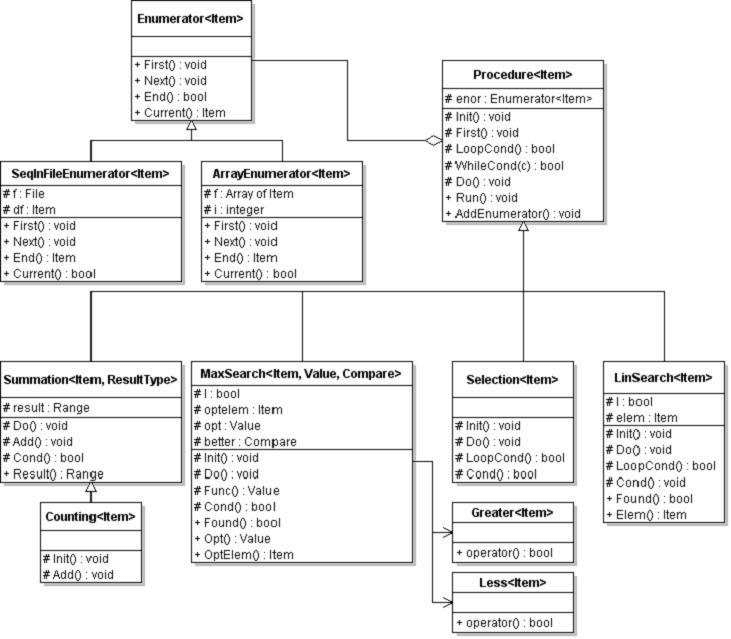 Enumerator<Item>
+ First() : void
+ Next() : void
+ End() : bool
+ Current() : Item
Procedure<Item>
# enor : Enumerator<Item>
# Init() : void
# First() : void
# LoopCond() : bool
# WhileCond(c) : bool
# Do() : void
+ Run() : void
+ AddEnumerator() : void
SeqInFileEnumerator<Item>
# f : File
# df : Item
+ First() : void
+ Next() : void
+ End() : Item
+ Current() : bool
ArrayEnumerator<Item>
# f : Array of Item
# i : integer
+ First() : void
+ Next() : void
+ End() : Item
+ Current() : bool
Summation<Item, ResultType>
# result : Range
# Do() : void
# Add() : void
# Cond() : bool
+ Result() : Range
MaxSearch<Item, Value, Compare>
# l : bool
# optelem : Item
# opt : Value
# better : Compare
# Init() : void
# Do() : void
# Func() : Value
# Cond() : bool
+ Found() : bool
+ Opt() : Value
+ OptElem() : Item
Selection<Item>
# Init() : void
# Do() : void
# LoopCond() : bool
# Cond() : bool
LinSearch<Item>
# l : bool
# elem : Item
# Init() : void
# Do() : void
# LoopCond() : bool
# Cond() : void
+ Found() : bool
+ Elem() : Item
Counting<Item>
# Init() : void
# Add() : void
Greater<Item>
+ operator() : bool
Less<Item>
+ operator() : bool